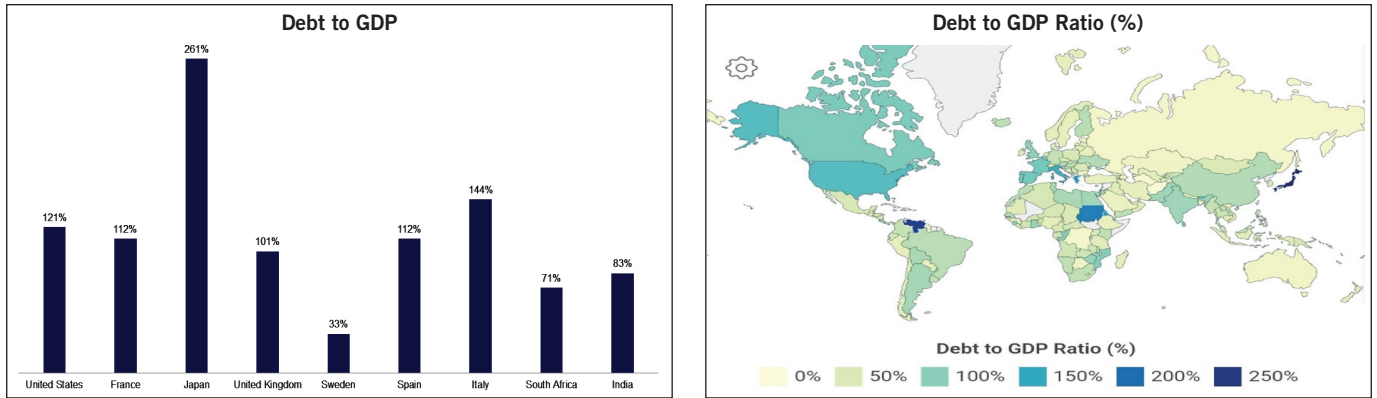 Debt to GDP
261%
144%
121%
112%
112%
101%
83%
71%
33%
United States France Japan United Kingdom Sweden Spain Italy South Africa India
Debt to GDP Ratio (%)
Debt to GDP Ratio (%)
0% 50% 100% 150% 200% 250%